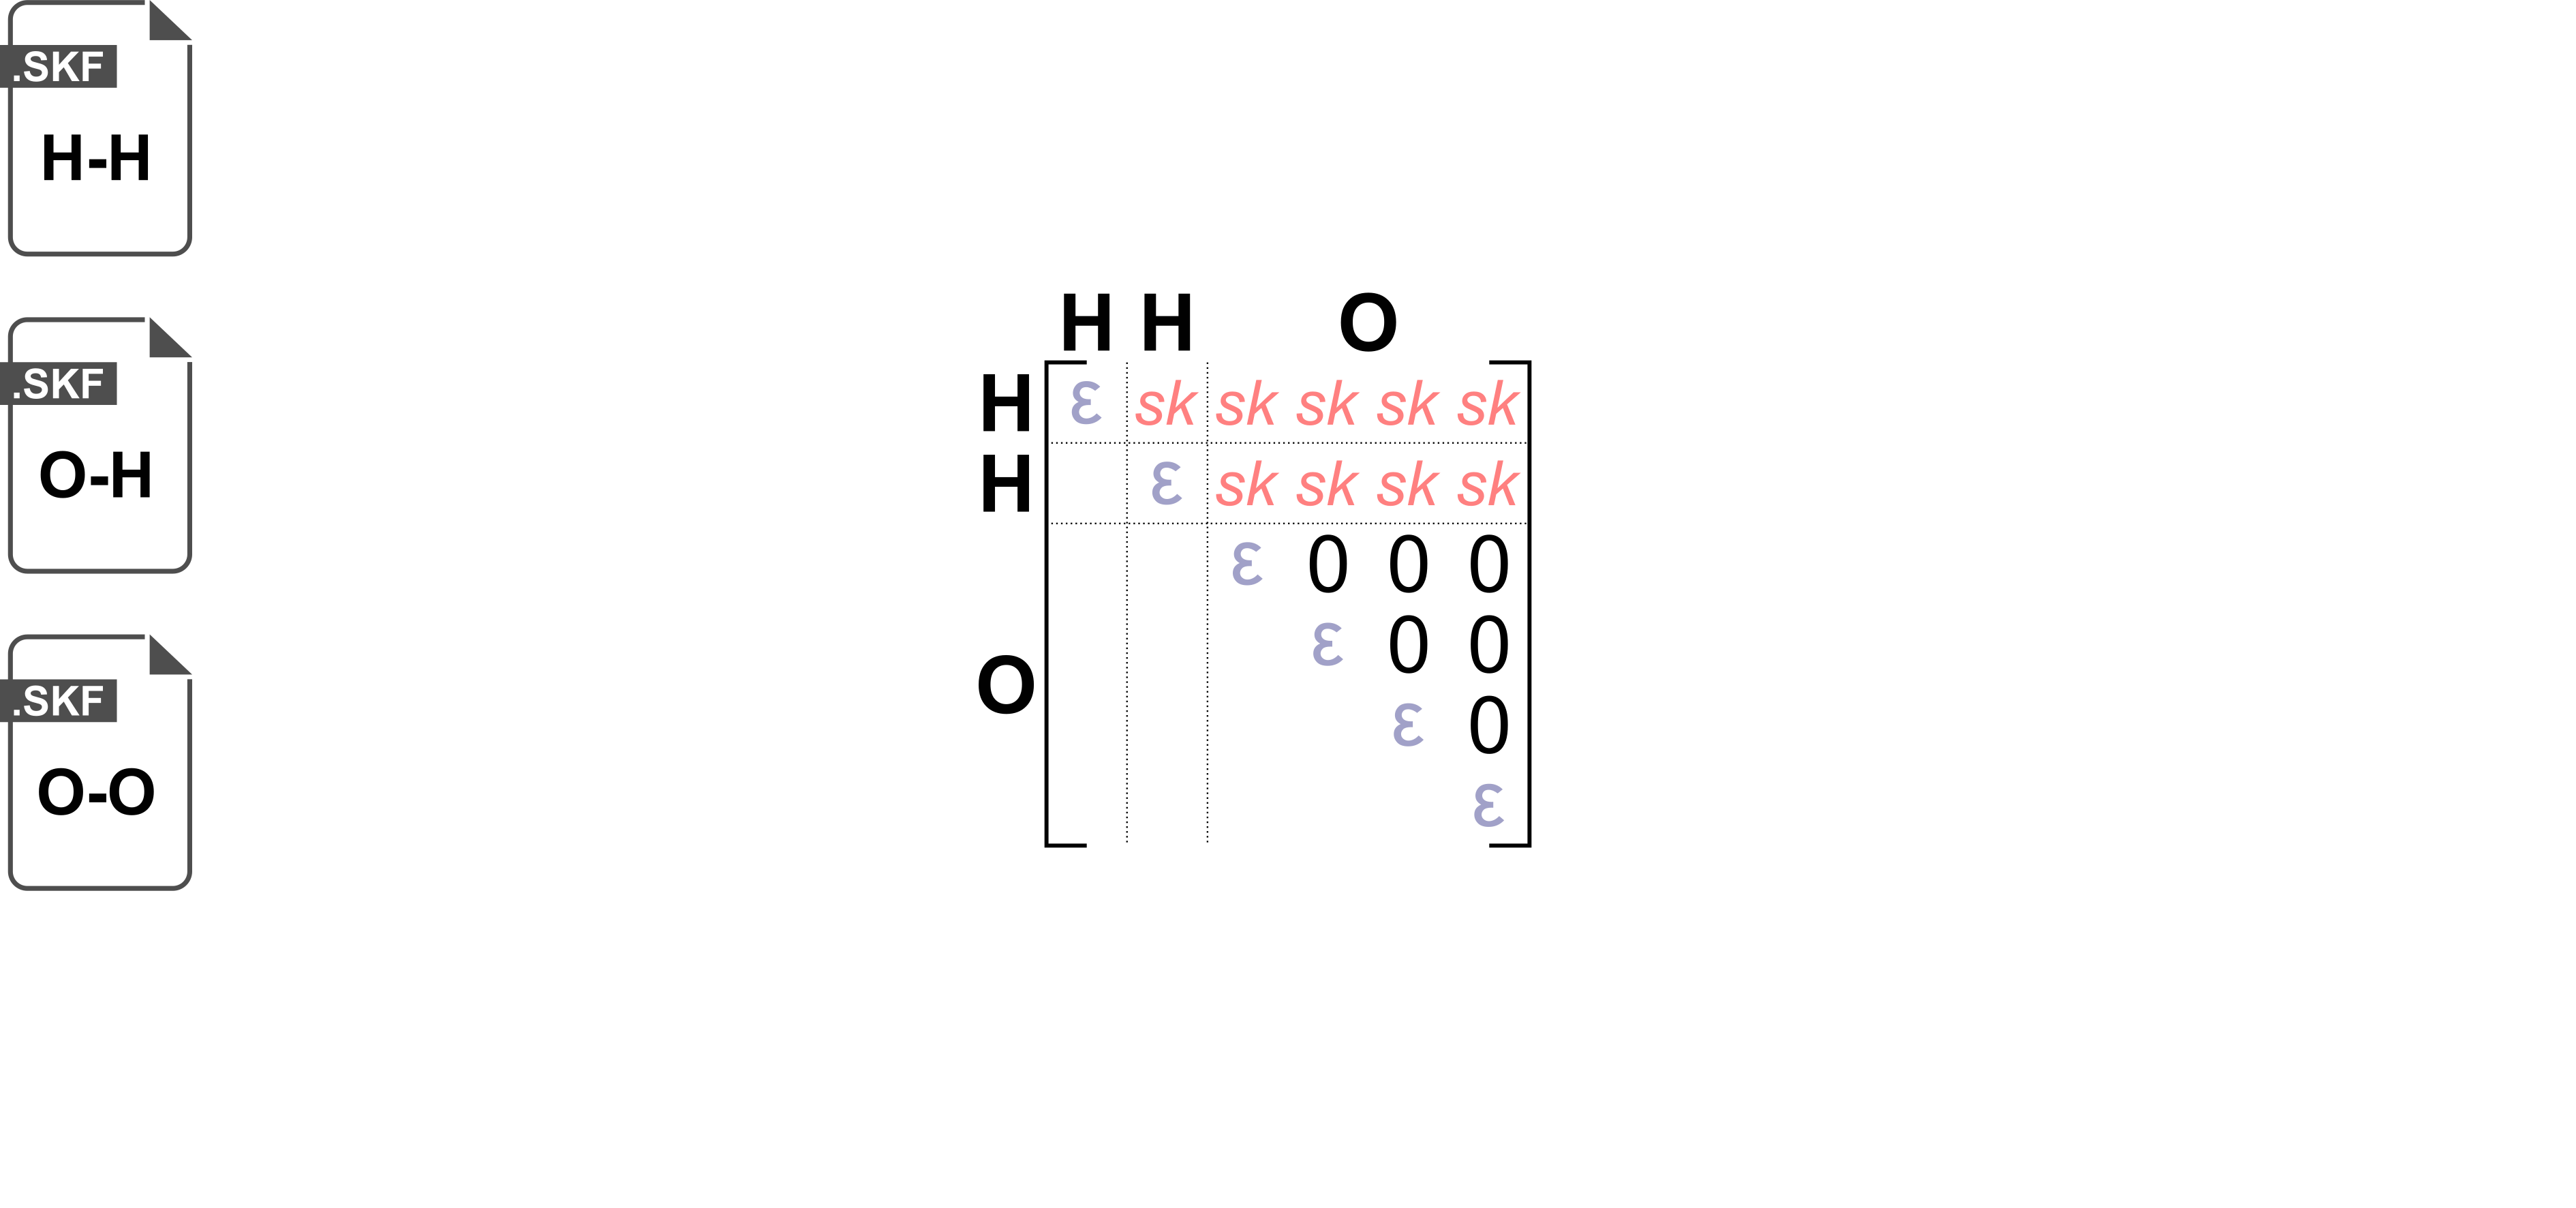 .SKF
H-H
.SKF
O-H
.SKF
O-O
H H O
H ε sk sk sk sk sk
H ε sk sk sk sk
ε 0 0 0
ε 0 0
O
ε 0
ε